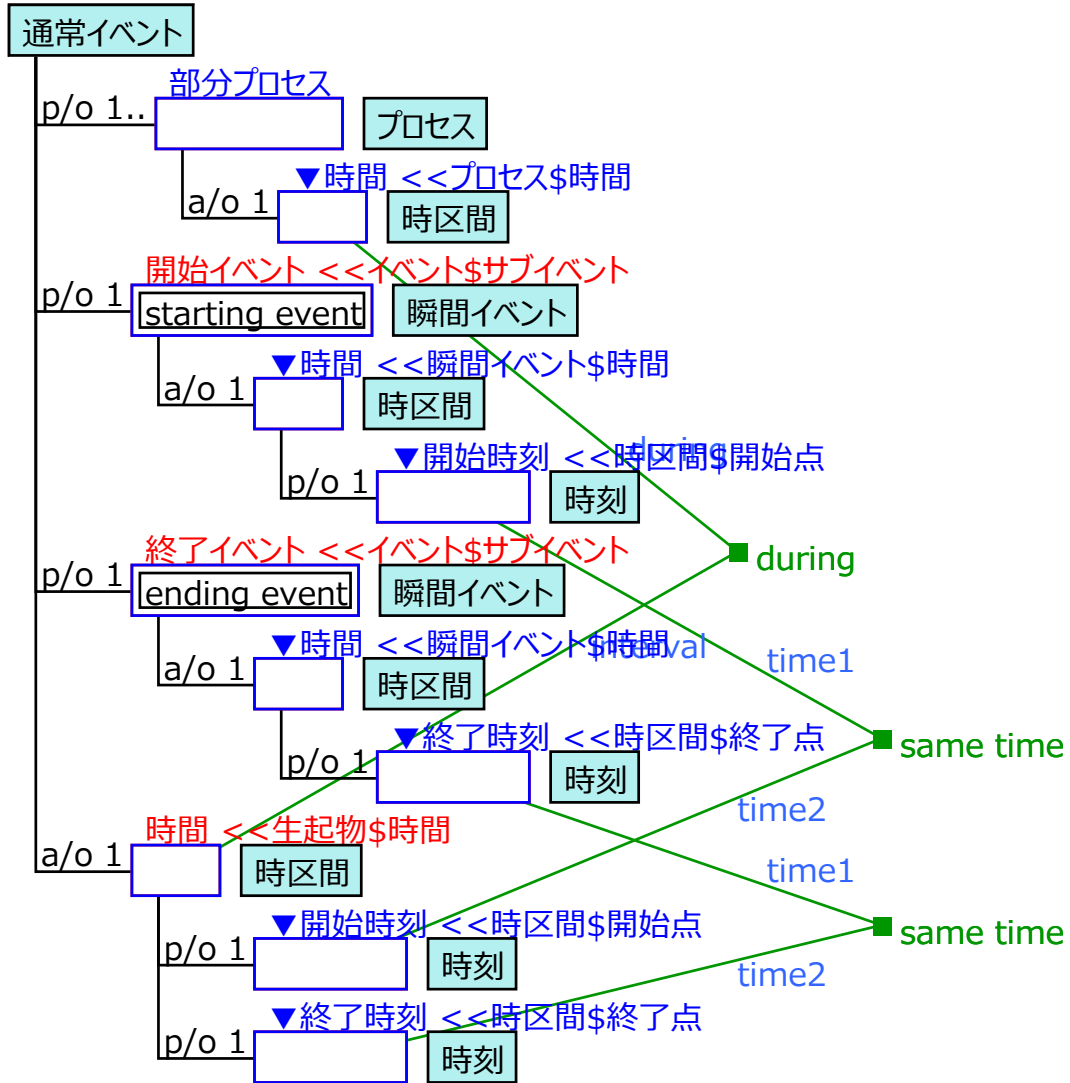 通常イベント
部分プロセス
p/o 1..
プロセス
▼時間 <<プロセス$時間
a/o 1
時区間
開始イベント <<イベント$サブイベント
p/o 1
starting event
瞬間イベント
▼時間 <<瞬間イベント$時間
a/o 1
時区間
during
▼開始時刻 <<時区間$開始点
p/o 1
時刻
終了イベント <<イベント$サブイベント
during
p/o 1
ending event
瞬間イベント
▼時間 <<瞬間イベント$時間
interval
time1
a/o 1
時区間
▼終了時刻 <<時区間$終了点
same time
p/o 1
時刻
time2
時間 <<生起物$時間
a/o 1
時区間
time1
▼開始時刻 <<時区間$開始点
same time
p/o 1
時刻
time2
▼終了時刻 <<時区間$終了点
p/o 1
時刻